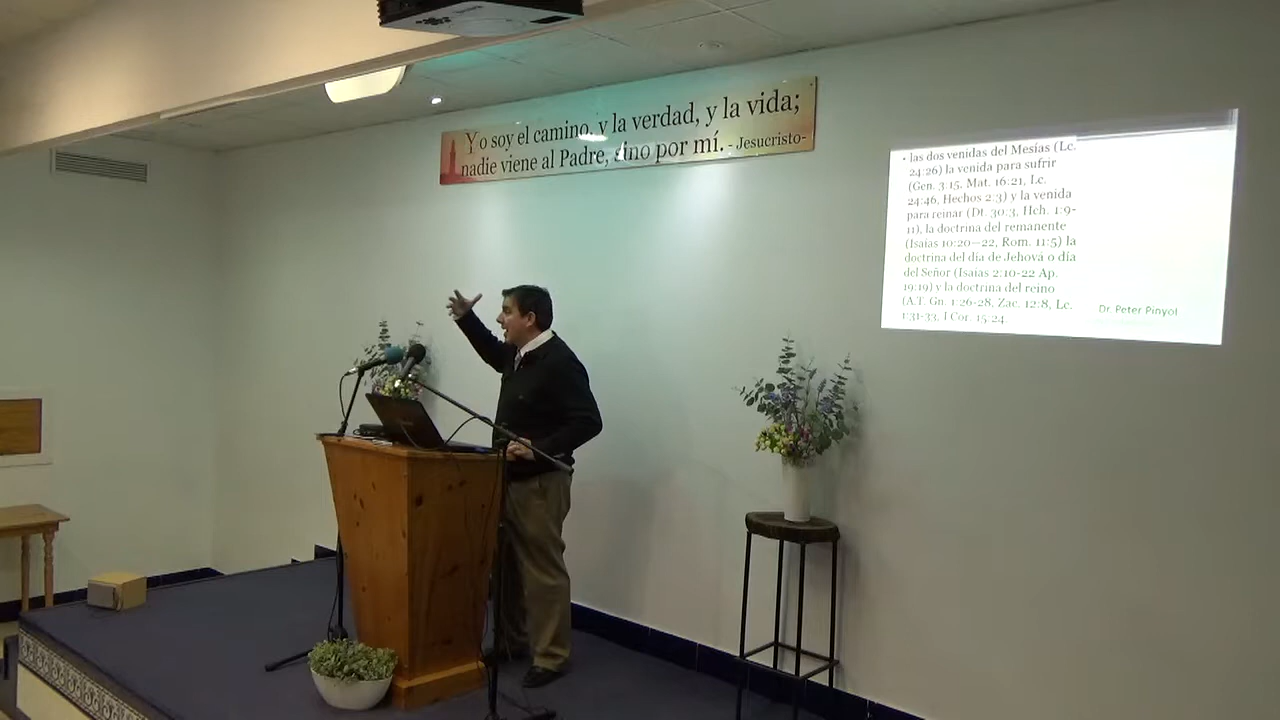 Yo soy el camino, y la verdad, y la vida;
nadie viene al Padre, sino por mí. - Jesucristo-
• las dos venidas del Mesías (Lc.
24:26) la venida para sufrir
(Gen. 3:15, Mat. 16:21, Lc.
24:46, Hechos 2:3) y la venida
para reinar (Dt. 30:3, Hch. 1:9-
11), la doctrina del remanente
(Isaías 10:20—22, Rom. 11:5) la
doctrina del día de Jehová o día
del Señor (Isaías 2:10-22 Ap.
19:19) y la doctrina del reino
(A.T. Gn. 1:26-28, Zac. 12:8, Lc.
1:31-33, I Cor. 15:24
Dr. Peter Pinyol